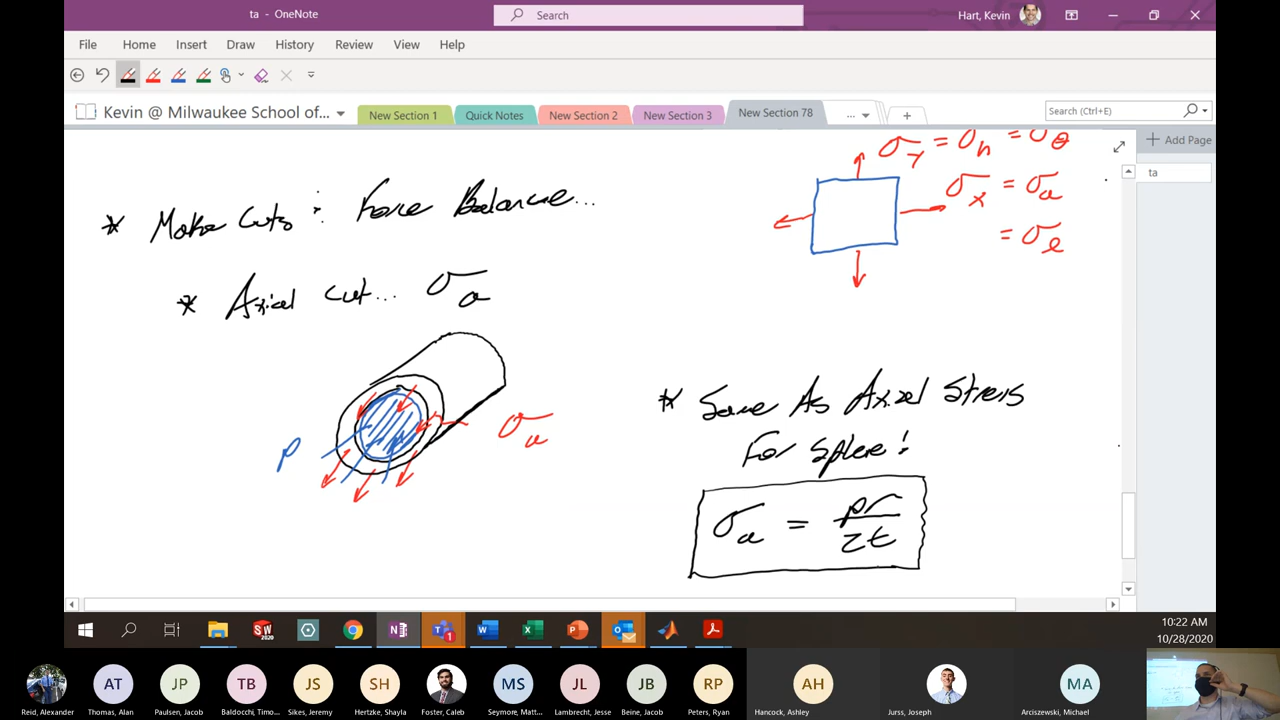 ta - OneNote
Search
Hart, Kevin
File Home Insert Draw History Review View Help
Kevin @ Milwaukee School of...
New Section 1
Quick Notes
New Section 2
New Section 3
New Section 78
...
Search (Ctrl+E)
Add Page
ta
σy = σh = σθ
σx = σa
= σl
* Make Cuts : Force Balance...
* Axial Cut... σa
P
σa
* Same As Axial Stress
For Sphere!
σa = pr/2t
SW 2020
1
10:22 AM
10/28/2020
AT JP TB JS SH MS JL JB RP AH MA
Reid, Alexander
Thomas, Alan
Paulsen, Jacob
Baldocchi, Timo...
Sikes, Jeremy
Hertzke, Shayla
Foster, Caleb
Seymore, Matt...
Lambrecht, Jesse
Beine, Jacob
Peters, Ryan
Hancock, Ashley
Jurss, Joseph
Arciszewski, Michael